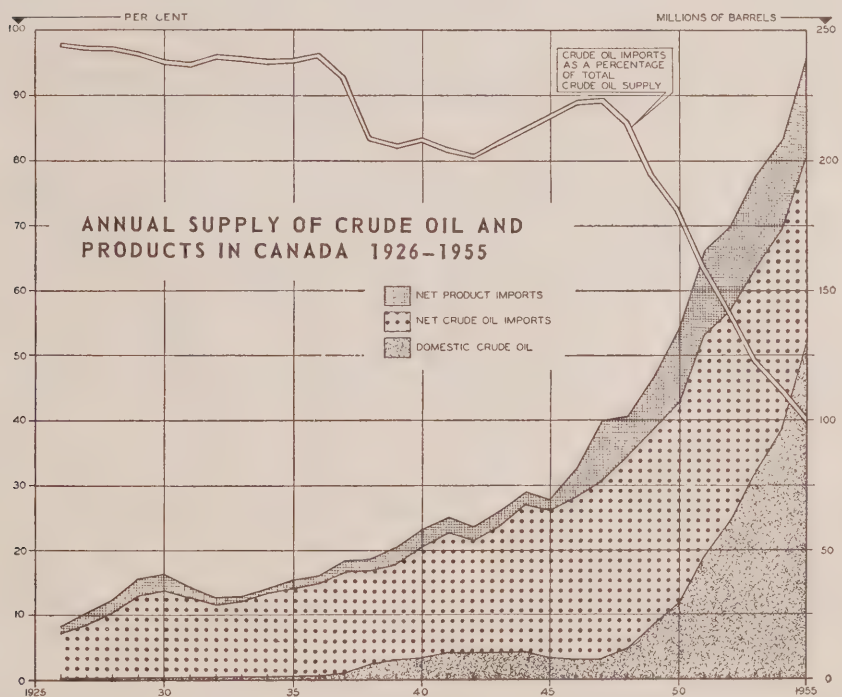 PER CENT
MILLIONS OF BARRELS
100
90
80
70
60
50
40
30
20
10
0
250
200
150
100
50
0
CRUDE OIL IMPORTS
AS A PERCENTAGE
OF TOTAL
CRUDE OIL SUPPLY
ANNUAL SUPPLY OF CRUDE OIL AND
PRODUCTS IN CANADA 1926–1955
NET PRODUCT IMPORTS
NET CRUDE OIL IMPORTS
DOMESTIC CRUDE OIL
1925 30 35 40 45 50 1955